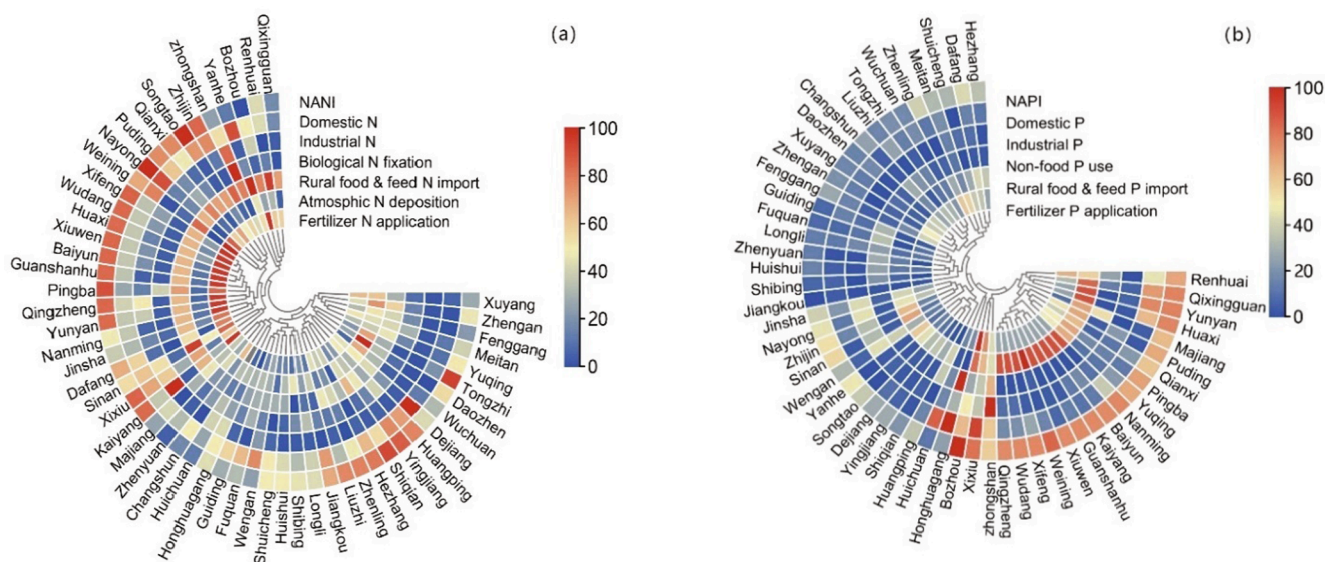 (a)
Qixingguan
Renhuai
Bozhou
Yanhe
zhongshan
Zhijin
Songtao
Qianxi
Puding
Nayong
Weining
Xifeng
Wudang
Huaxi
Xiuwen
Baiyun
Guanshanhu
Pingba
Qingzheng
Yunyan
Nanming
Jinsha
Dafang
Sinan
Xixiu
Kaiyang
Majiang
Zhenyuan
Changshun
Huichuan
Honghuagang
Guiding
Fuquan
Wengan
Shuicheng
Huishui
Shibing
Longli
Jiangkou
Liuzhi
Zhenling
Hezhang
Shiqian
Yingjiang
Huangping
Dejiang
Wuchuan
Daozhen
Tongzhi
Yuqing
Meitan
Fenggang
Zhengan
Xuyang
NANI
Domestic N
Industrial N
Biological N fixation
Rural food & feed N import
Atmosphic N deposition
Fertilizer N application
100
80
60
40
20
0
(b)
Hezhang
Dafang
Shuicheng
Meitan
Zhenling
Wuchuan
Tongzhi
Liuzhi
Changshun
Daozhen
Xuyang
Zhengan
Fenggang
Guiding
Fuquan
Longli
Zhenyuan
Huishui
Shibing
Jiangkou
Jinsha
Nayong
Zhijin
Sinan
Wengan
Yanhe
Songtao
Dejiang
Yingjiang
Shiqian
Huangping
Huichuan
Honghuagang
Bozhou
Xixiu
zhongshan
Qingzheng
Wudang
Xifeng
Weining
Xiuwen
Guanshanhu
Kaiyang
Baiyun
Nanming
Yuqing
Pingba
Qianxi
Puding
Majiang
Huaxi
Yunyan
Qixingguan
Renhuai
NAPI
Domestic P
Industrial P
Non-food P use
Rural food & feed P import
Fertilizer P application
100
80
60
40
20
0